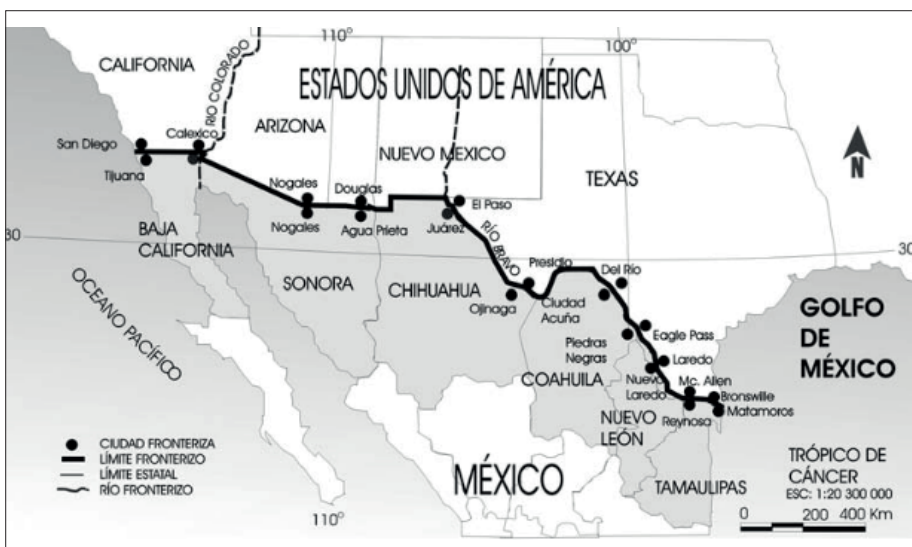 110°
100°
CALIFORNIA
RIO COLORADO
ESTADOS UNIDOS DE AMÉRICA
ARIZONA
NUEVO MEXICO
TEXAS
N
San Diego
Calexico
Tijuana
Nogales
Douglas
El Paso
Nogales
Agua Prieta
Juárez
30
BAJA
CALIFORNIA
SONORA
CHIHUAHUA
RÍO BRAVO
Presidio
Del Río
30
OCEANO PACÍFICO
Ojinaga
Ciudad
Acuña
GOLFO
DE
MÉXICO
Piedras
Negras
Eagle Pass
COAHUILA
Laredo
Nuevo
Laredo
Mc. Allen
Bronswille
Reynosa
Matamoros
NUEVO
LEÓN
TAMAULIPAS
MÉXICO
CIUDAD FRONTERIZA
LÍMITE FRONTERIZO
LÍMITE ESTATAL
RÍO FRONTERIZO
110°
TRÓPICO DE
CÁNCER
ESC: 1:20 300 000
0 200 400 Km